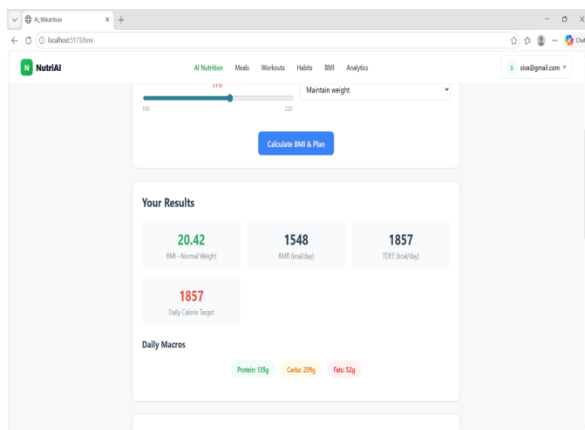 AI_NNutrition
localhost:5173/bmi
N NutriAI
AI Nutrition Meals Workouts Habits BMI Analytics
siva@gmail.com
170
Maintain weight
100 220
Calculate BMI & Plan
Your Results
20.42 1548 1857
BMI - Normal Weight BMR (kcal/day) TDEE (kcal/day)
1857
Daily Calorie Target
Daily Macros
Protein: 139g Carbs: 209g Fats: 52g